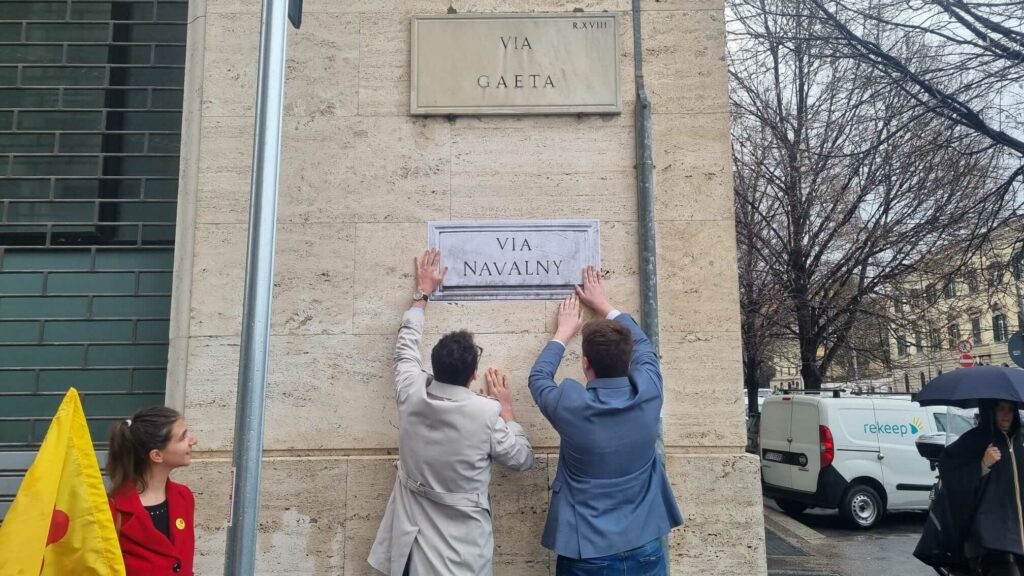 R.XVIII
VIA
GAETA
VIA
NAVALNY
rekeep